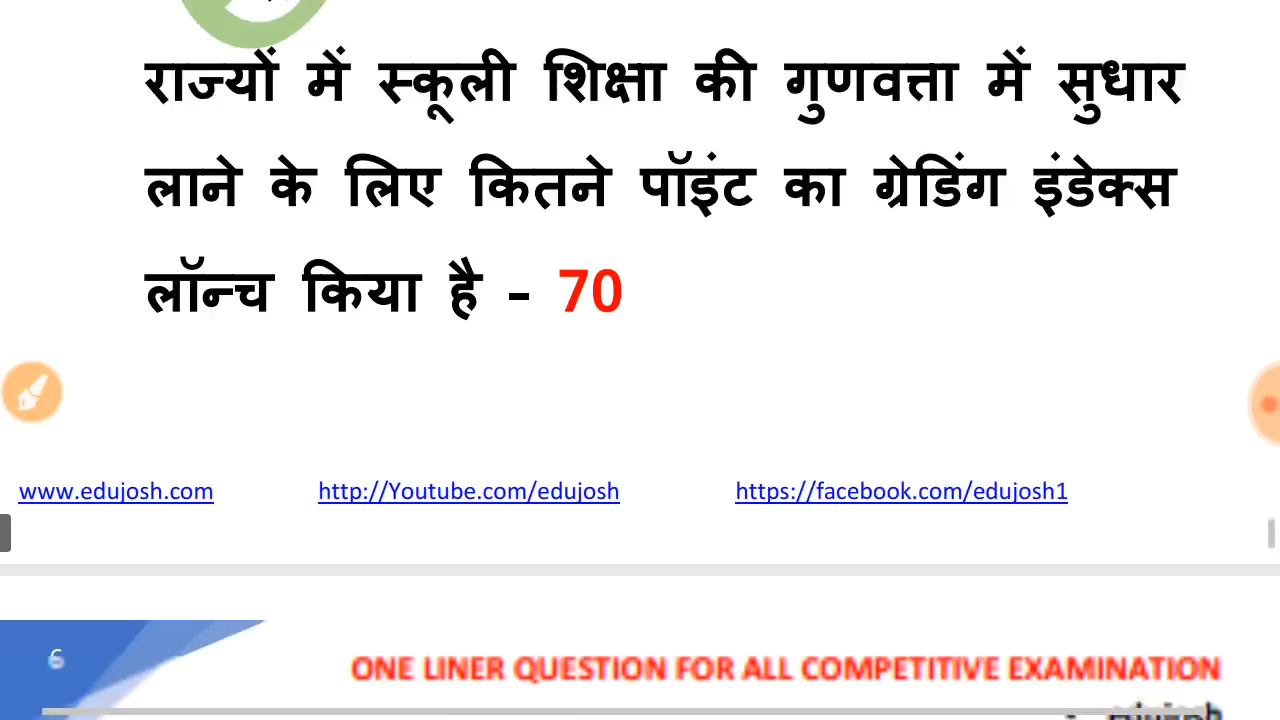 राज्यों में स्कूली शिक्षा की गुणवत्ता में सुधार
लाने के लिए कितने पॉइंट का ग्रेडिंग इंडेक्स
लॉन्च किया है - 70
www.edujosh.com http://Youtube.com/edujosh https://facebook.com/edujosh1
6
ONE LINER QUESTION FOR ALL COMPETITIVE EXAMINATION